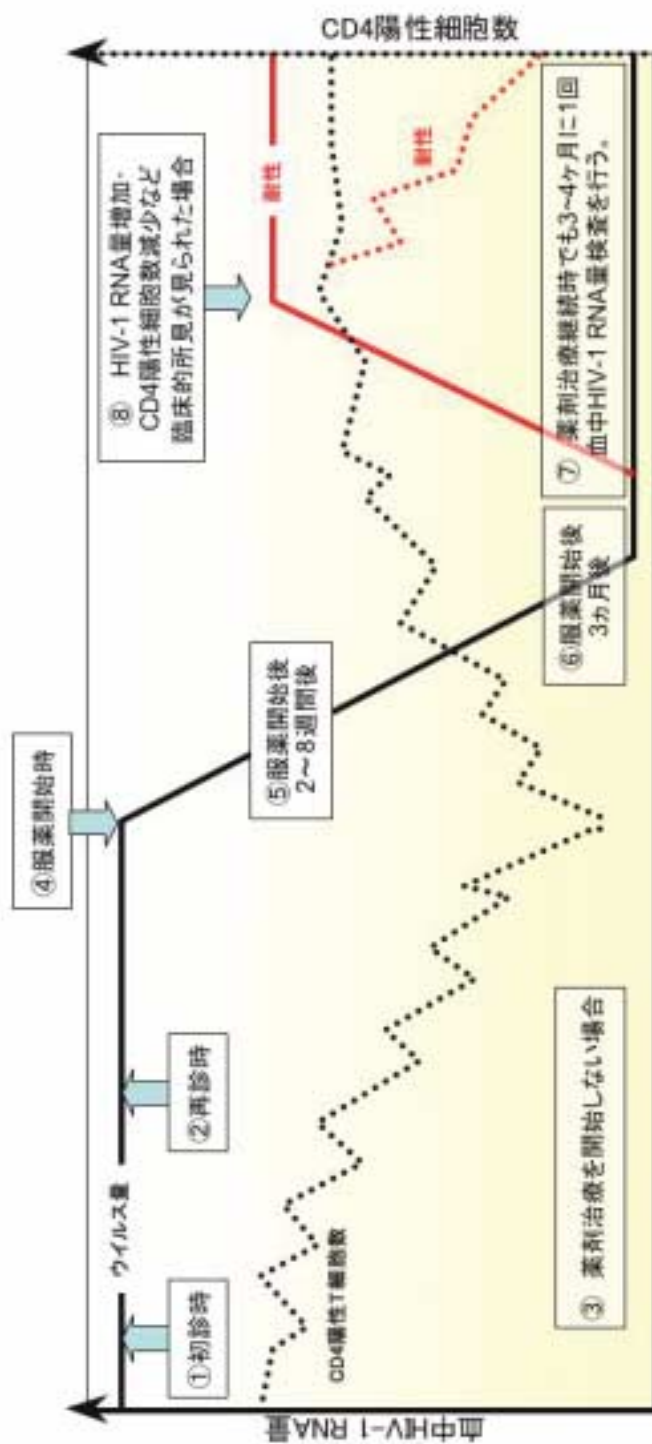 血中HIV-1 RNA量
CD4陽性細胞数
ウイルス量
①初診時
②再診時
CD4陽性T細胞数
③ 薬剤治療を開始しない場合
④服薬開始時
⑤服薬開始後
2～8週間後
⑥服薬開始後
3ヵ月後
⑦ 薬剤治療継続時でも3~4ヶ月に1回
血中HIV-1 RNA量検査を行う。
⑧ HIV-1 RNA量増加・
CD4陽性細胞数減少など
臨床的所見が見られた場合
耐性
耐性